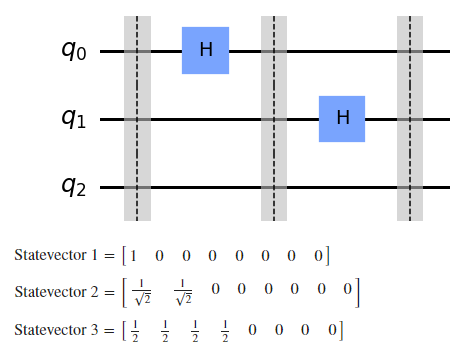 q₀ H
q₁ H
q₂
Statevector 1 = [1 0 0 0 0 0 0 0]
Statevector 2 = [1/√2 1/√2 0 0 0 0 0 0]
Statevector 3 = [1/2 1/2 1/2 1/2 0 0 0 0]